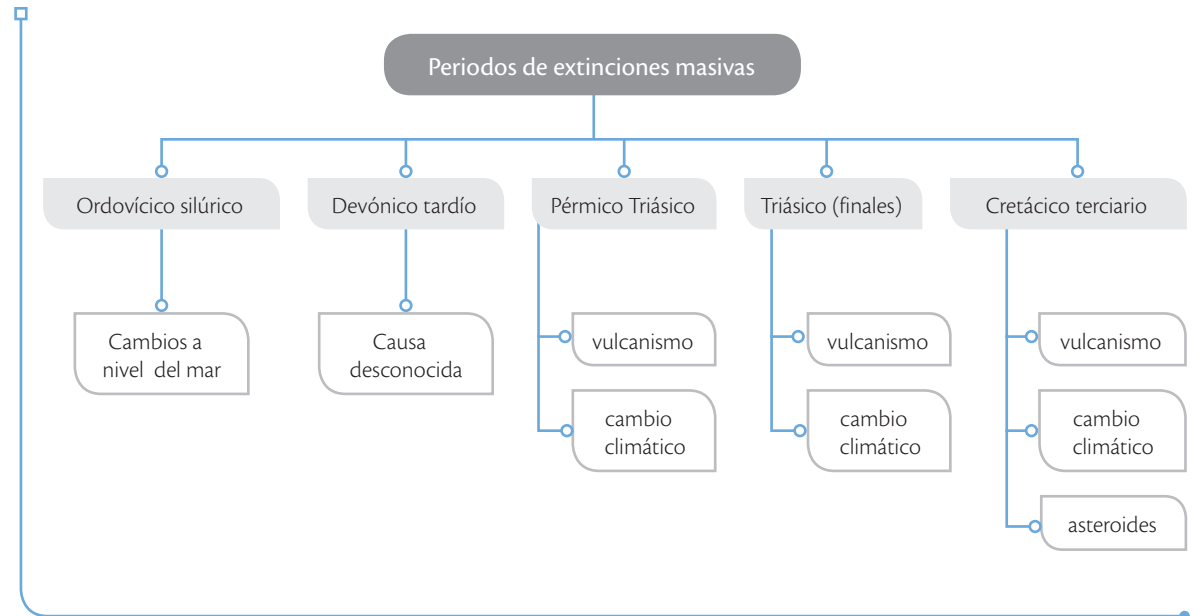 Periodos de extinciones masivas
Ordovícico silúrico
Devónico tardío
Pérmico Triásico
Triásico (finales)
Cretácico terciario
Cambios a
nivel del mar
Causa
desconocida
vulcanismo
cambio
climático
vulcanismo
cambio
climático
vulcanismo
cambio
climático
asteroides